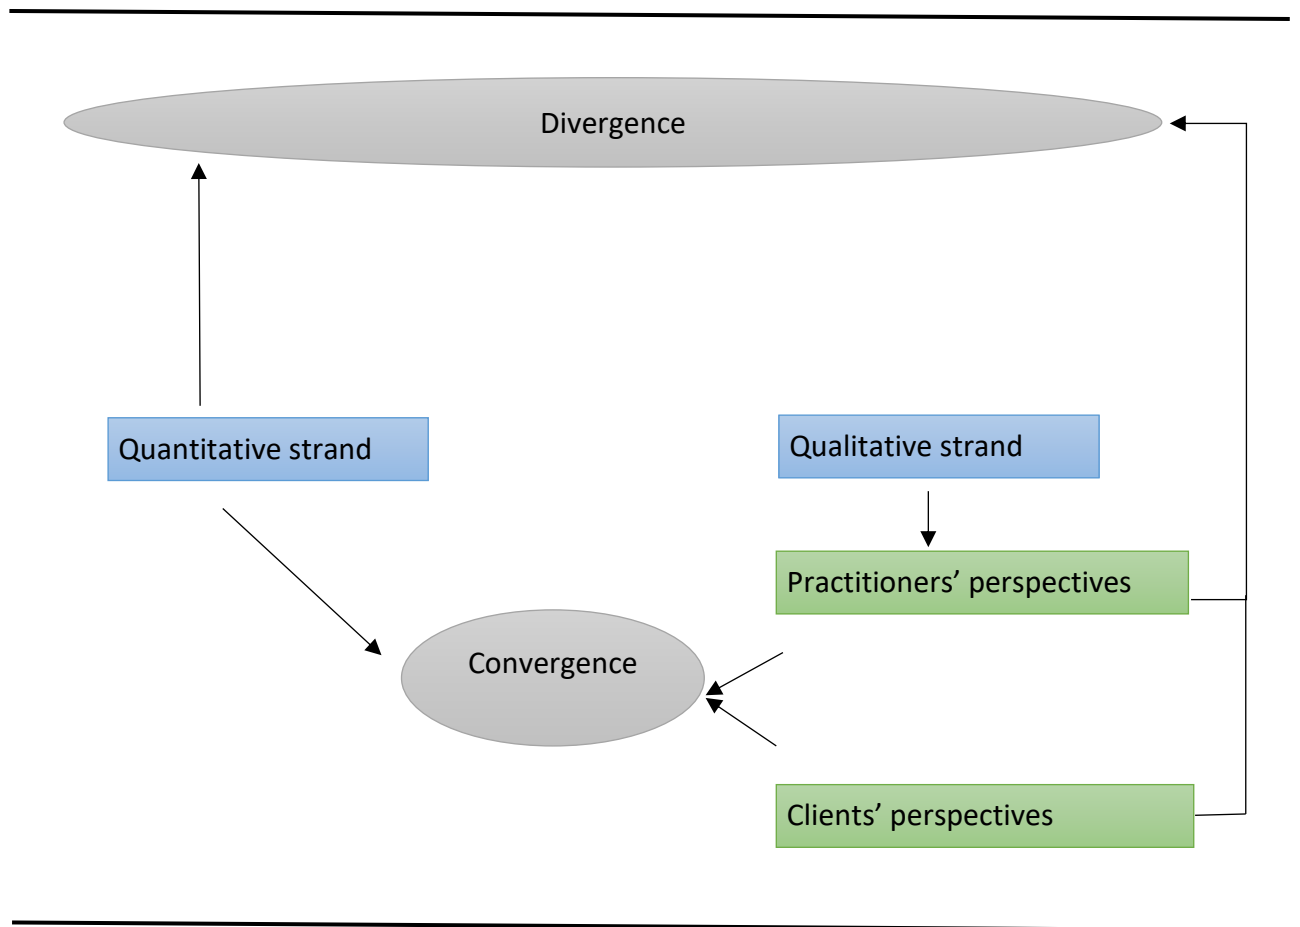 Divergence
Quantitative strand
Qualitative strand
Practitioners’ perspectives
Convergence
Clients’ perspectives